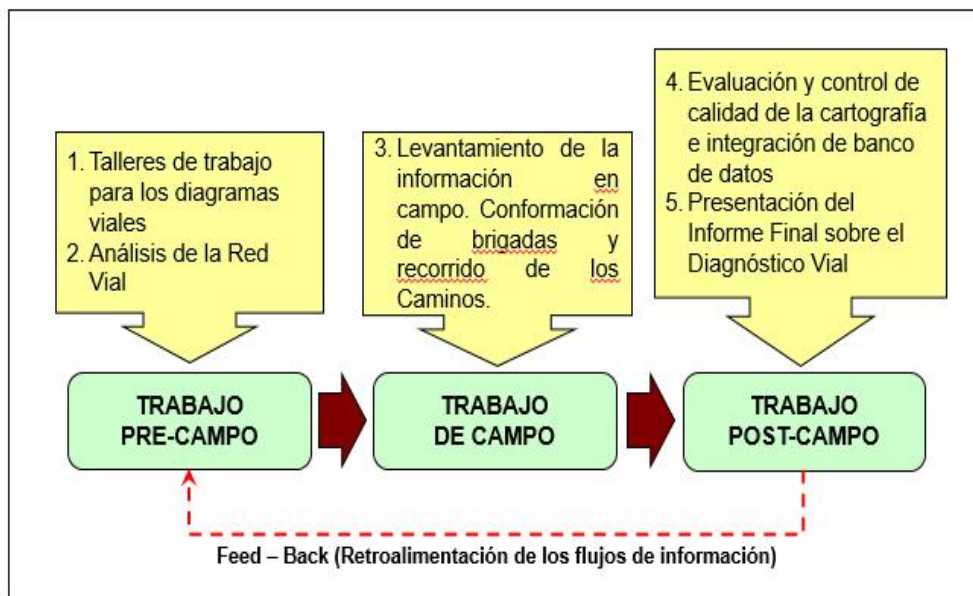 1. Talleres de trabajo
para los diagramas
viales
2. Análisis de la Red
Vial
3. Levantamiento de la
información en
campo. Conformación
de brigadas y
recorrido de los
Caminos.
4. Evaluación y control de
calidad de la cartografía
e integración de banco
de datos
5. Presentación del
Informe Final sobre el
Diagnóstico Vial
TRABAJO
PRE-CAMPO
TRABAJO
DE CAMPO
TRABAJO
POST-CAMPO
Feed – Back (Retroalimentación de los flujos de información)